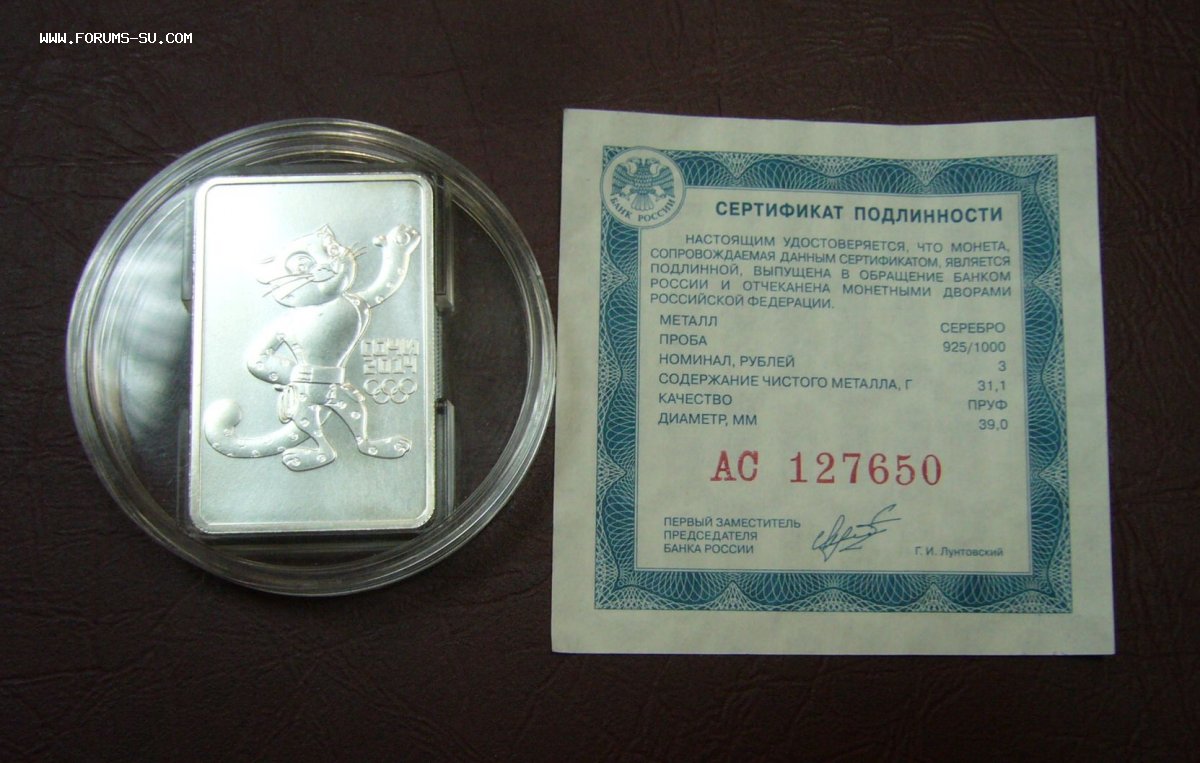 WWW.FORUMS-SU.COM
СОЧИ
2014
БАНК РОССИИ
СЕРТИФИКАТ ПОДЛИННОСТИ
НАСТОЯЩИМ УДОСТОВЕРЯЕТСЯ, ЧТО МОНЕТА,
СОПРОВОЖДАЕМАЯ ДАННЫМ СЕРТИФИКАТОМ, ЯВЛЯЕТСЯ
ПОДЛИННОЙ, ВЫПУЩЕНА В ОБРАЩЕНИЕ БАНКОМ
РОССИИ И ОТЧЕКАНЕНА МОНЕТНЫМИ ДВОРАМИ
РОССИЙСКОЙ ФЕДЕРАЦИИ.
МЕТАЛЛ СЕРЕБРО
ПРОБА 925/1000
НОМИНАЛ, РУБЛЕЙ 3
СОДЕРЖАНИЕ ЧИСТОГО МЕТАЛЛА, Г 31,1
КАЧЕСТВО ПРУФ
ДИАМЕТР, ММ 39,0
АС 127650
ПЕРВЫЙ ЗАМЕСТИТЕЛЬ
ПРЕДСЕДАТЕЛЯ
БАНКА РОССИИ
Г. И. Лунтовский